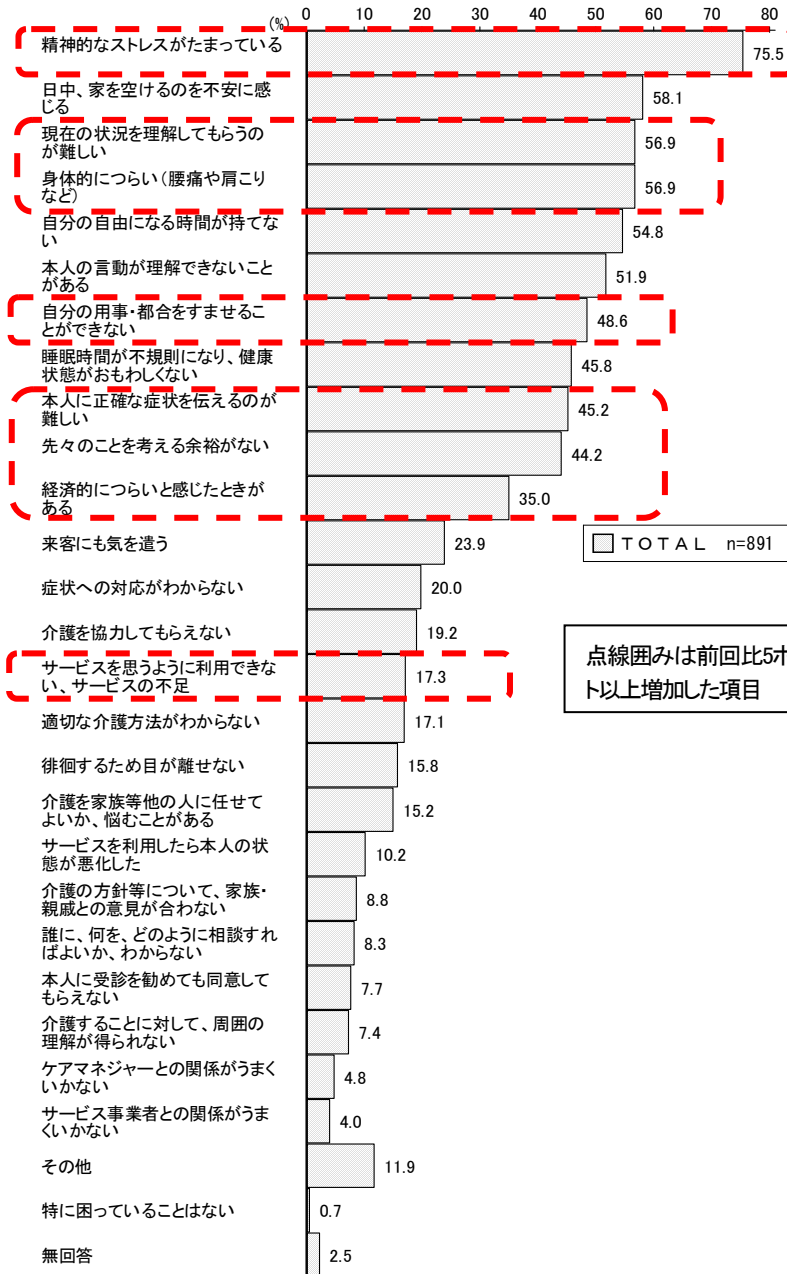 (%)
0 10 20 30 40 50 60 70 80
精神的なストレスがたまっている
75.5
日中、家を空けるのを不安に感
じる
58.1
現在の状況を理解してもらうの
が難しい
56.9
身体的につらい(腰痛や肩こり
など)
56.9
自分の自由になる時間が持てな
い
54.8
本人の言動が理解できないこと
がある
51.9
自分の用事・都合をすませるこ
とができない
48.6
睡眠時間が不規則になり、健康
状態がおもわしくない
45.8
本人に正確な症状を伝えるのが
難しい
45.2
先々のことを考える余裕がない
44.2
経済的につらいと感じたときが
ある
35.0
来客にも気を遣う
23.9
TOTAL n=891
症状への対応がわからない
20.0
介護を協力してもらえない
19.2
点線囲みは前回比5ポ
ト以上増加した項目
サービスを思うように利用できな
い、サービスの不足
17.3
適切な介護方法がわからない
17.1
徘徊するため目が離せない
15.8
介護を家族等他の人に任せて
よいか、悩むことがある
15.2
サービスを利用したら本人の状
態が悪化した
10.2
介護の方針等について、家族・
親戚との意見が合わない
8.8
誰に、何を、どのように相談すれ
ばよいか、わからない
8.3
本人に受診を勧めても同意して
もらえない
7.7
介護することに対して、周囲の
理解が得られない
7.4
ケアマネジャーとの関係がうまく
いかない
4.8
サービス事業者との関係がうま
くいかない
4.0
その他
11.9
特に困っていることはない
0.7
無回答
2.5